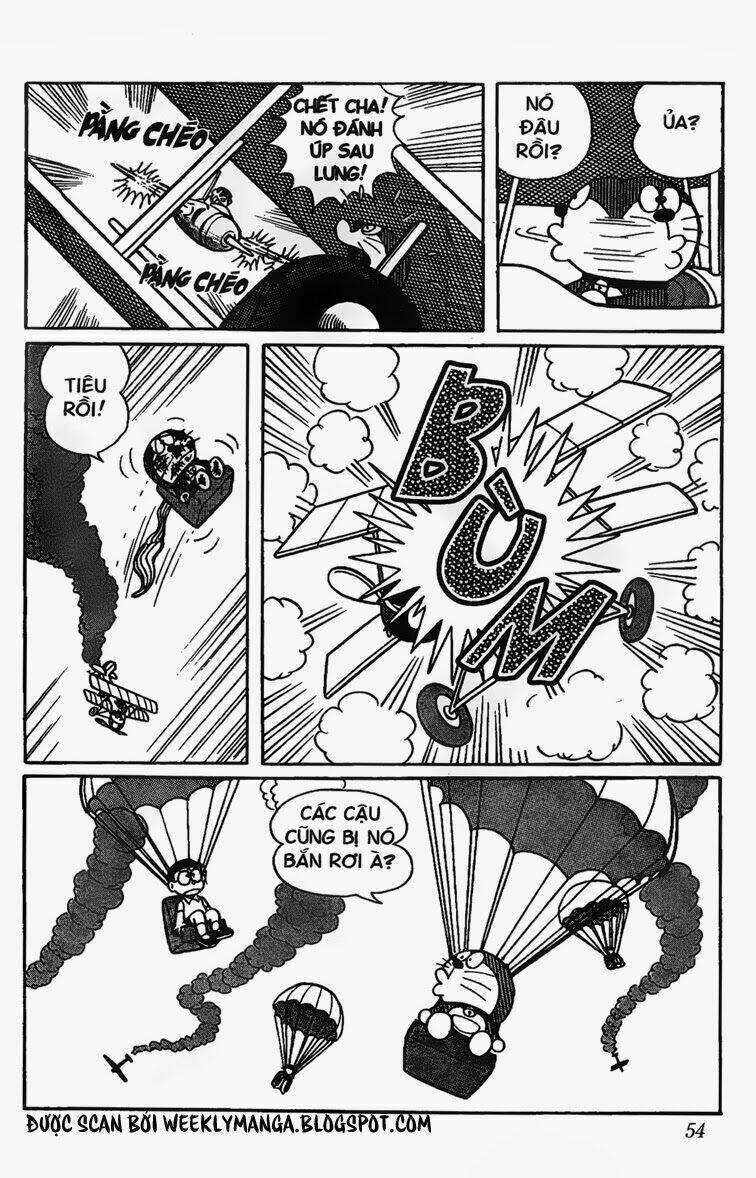 PẰNG CHÉO
CHẾT CHA!
NÓ ĐÁNH
ÚP SAU
LƯNG!
PẰNG CHÉO
NÓ
ĐÂU
RỒI?
ỦA?
TIÊU
RỒI!
BÙM
CÁC CẬU
CŨNG BỊ NÓ
BẮN RƠI À?
ĐƯỢC SCAN BỞI WEEKLYMANGA.BLOGSPOT.COM
54